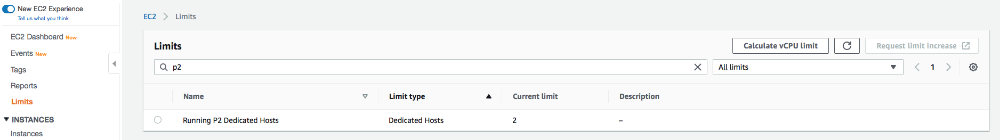 New EC2 Experience
Tell us what you think
EC2 Dashboard New
Events New
Tags
Reports
Limits
INSTANCES
Instances
EC2 > Limits
Limits
Calculate vCPU limit
Request limit increase
p2
All limits
1
Name Limit type Current limit Description
Running P2 Dedicated Hosts Dedicated Hosts 2 –